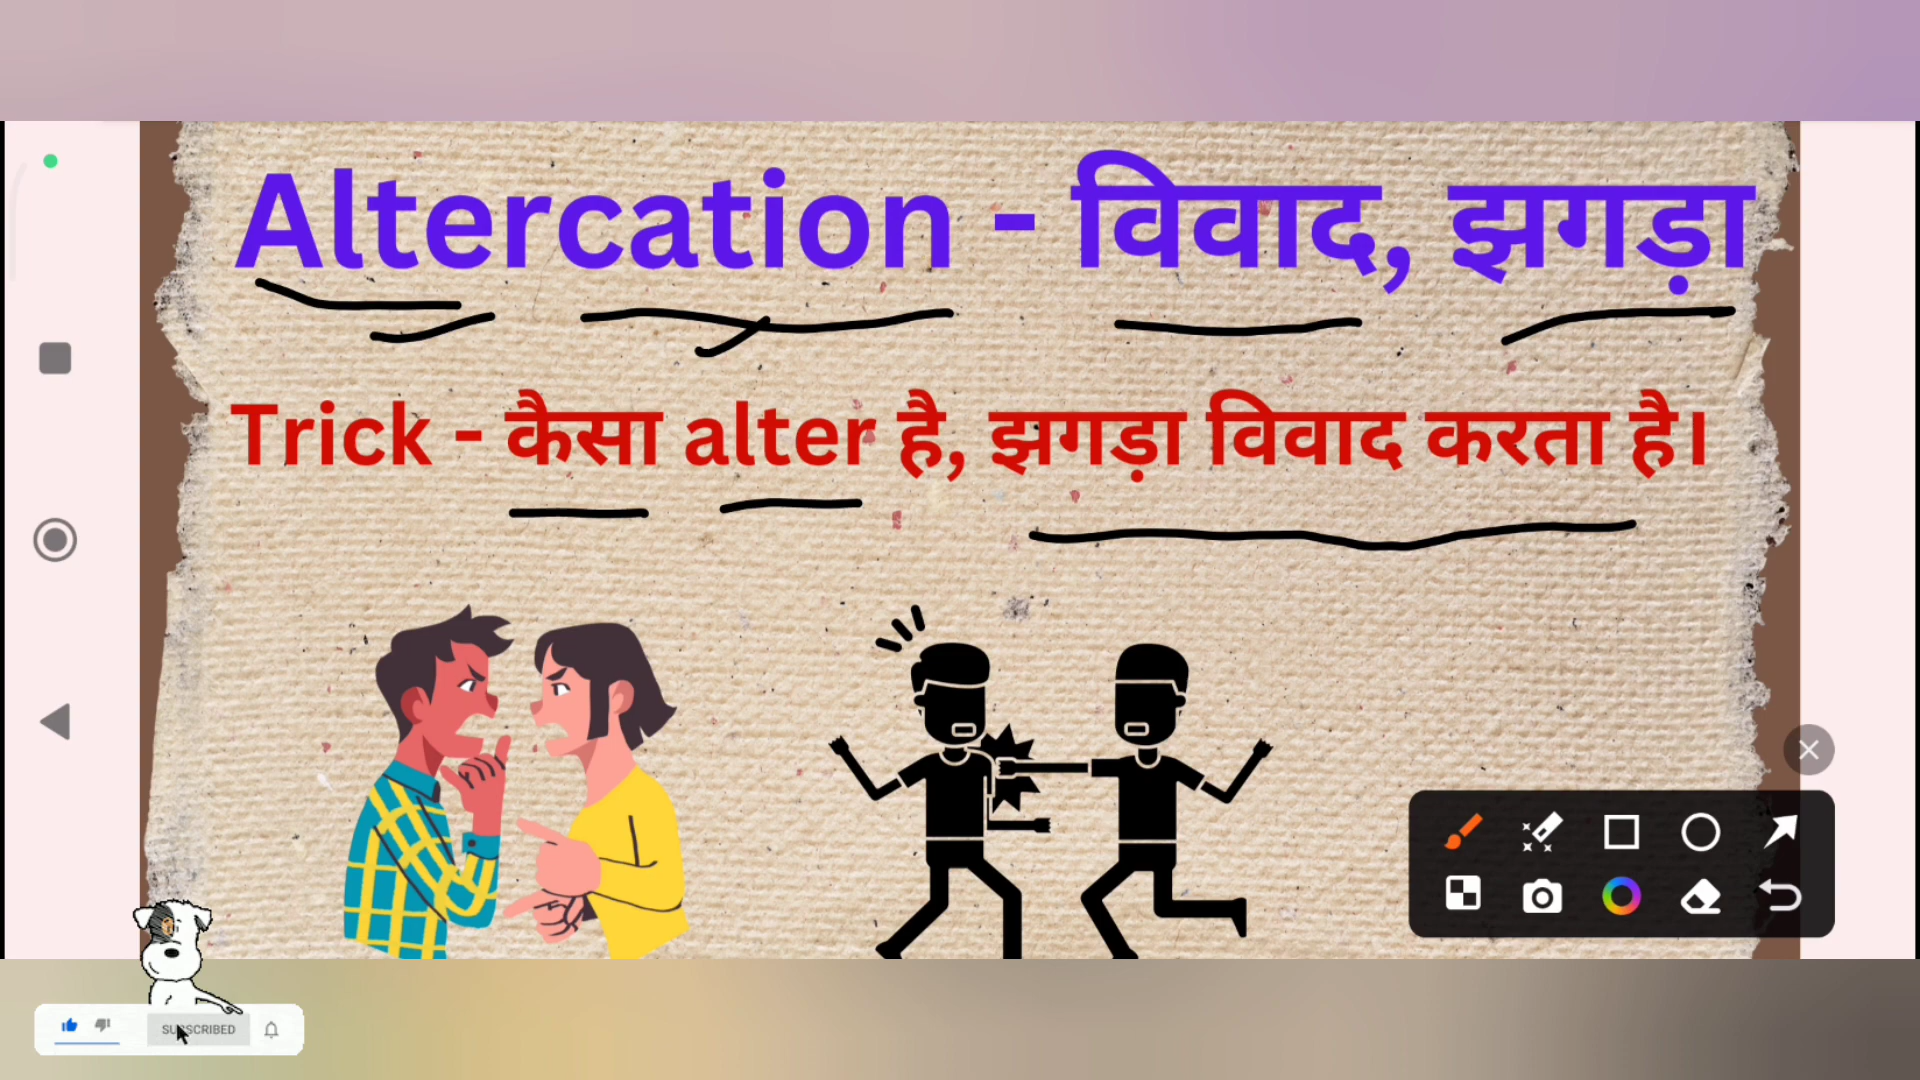 Altercation - विवाद, झगड़ा
Trick - कैसा alter है, झगड़ा विवाद करता है।
SUBSCRIBED